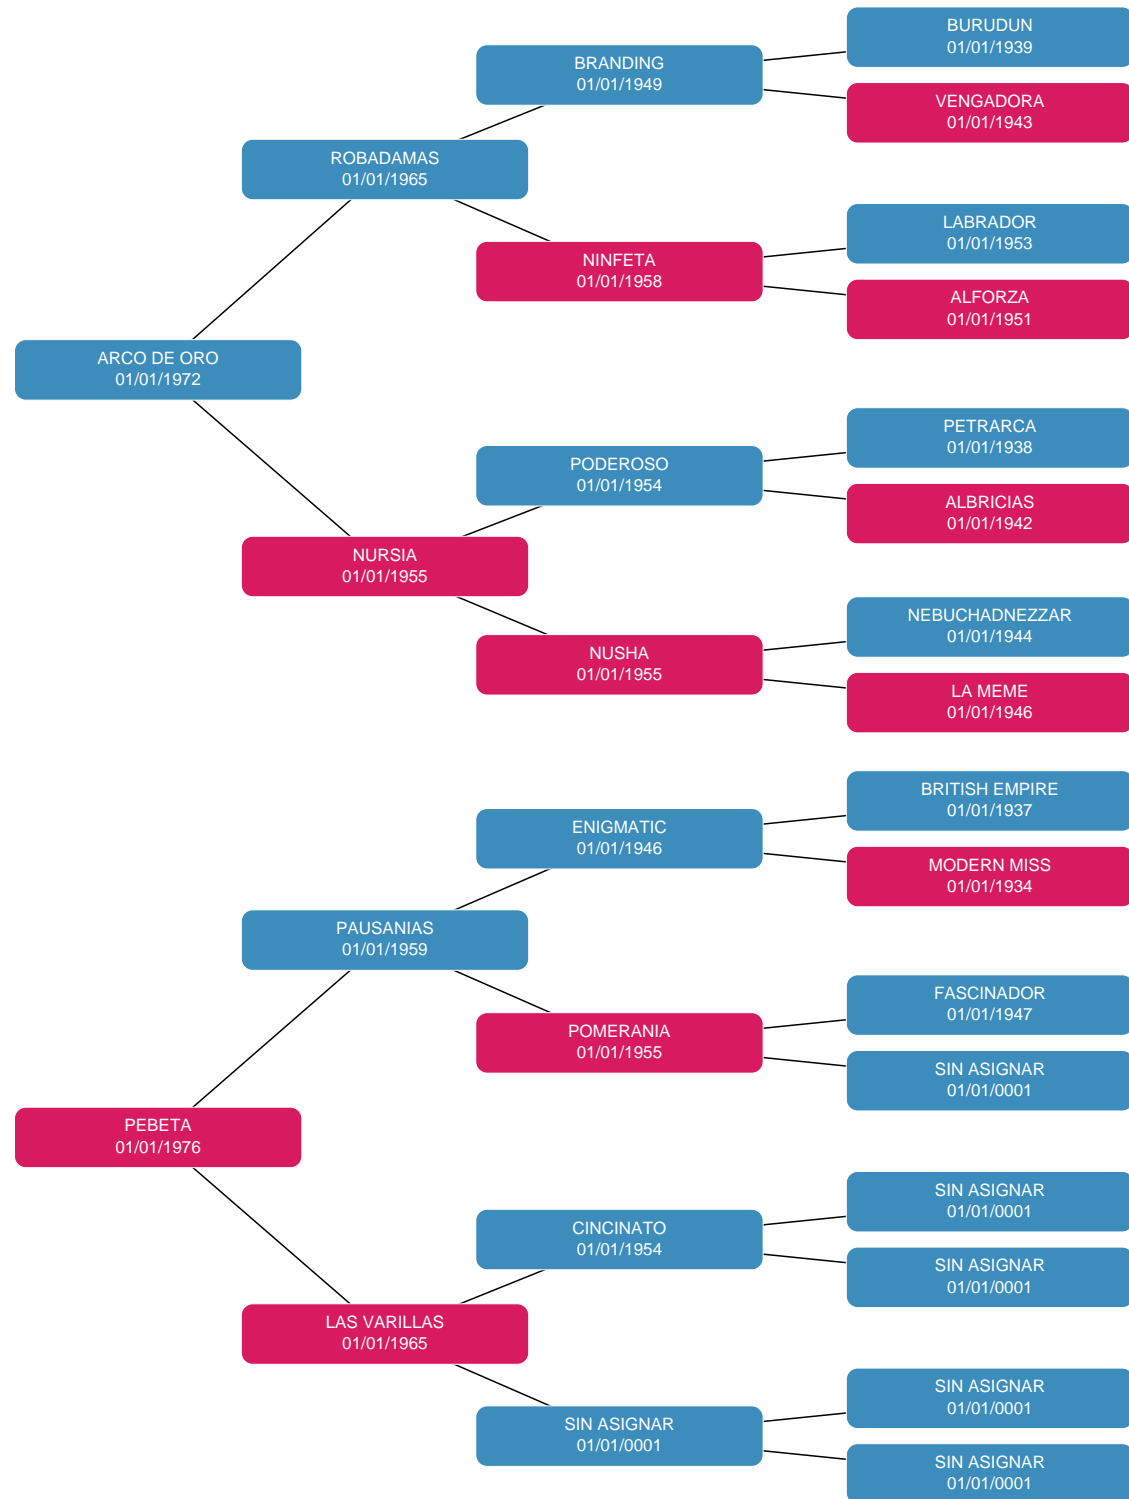 BURUDUN
01/01/1939
BRANDING
01/01/1949
VENGADORA
01/01/1943
ROBADAMAS
01/01/1965
LABRADOR
01/01/1953
NINFETA
01/01/1958
ALFORZA
01/01/1951
ARCO DE ORO
01/01/1972
PETRARCA
01/01/1938
PODEROSO
01/01/1954
ALBRICIAS
01/01/1942
NURSIA
01/01/1955
NEBUCHADNEZZAR
01/01/1944
NUSHA
01/01/1955
LA MEME
01/01/1946
BRITISH EMPIRE
01/01/1937
ENIGMATIC
01/01/1946
MODERN MISS
01/01/1934
PAUSANIAS
01/01/1959
FASCINADOR
01/01/1947
POMERANIA
01/01/1955
SIN ASIGNAR
01/01/0001
PEBETA
01/01/1976
SIN ASIGNAR
01/01/0001
CINCINATO
01/01/1954
SIN ASIGNAR
01/01/0001
LAS VARILLAS
01/01/1965
SIN ASIGNAR
01/01/0001
SIN ASIGNAR
01/01/0001
SIN ASIGNAR
01/01/0001